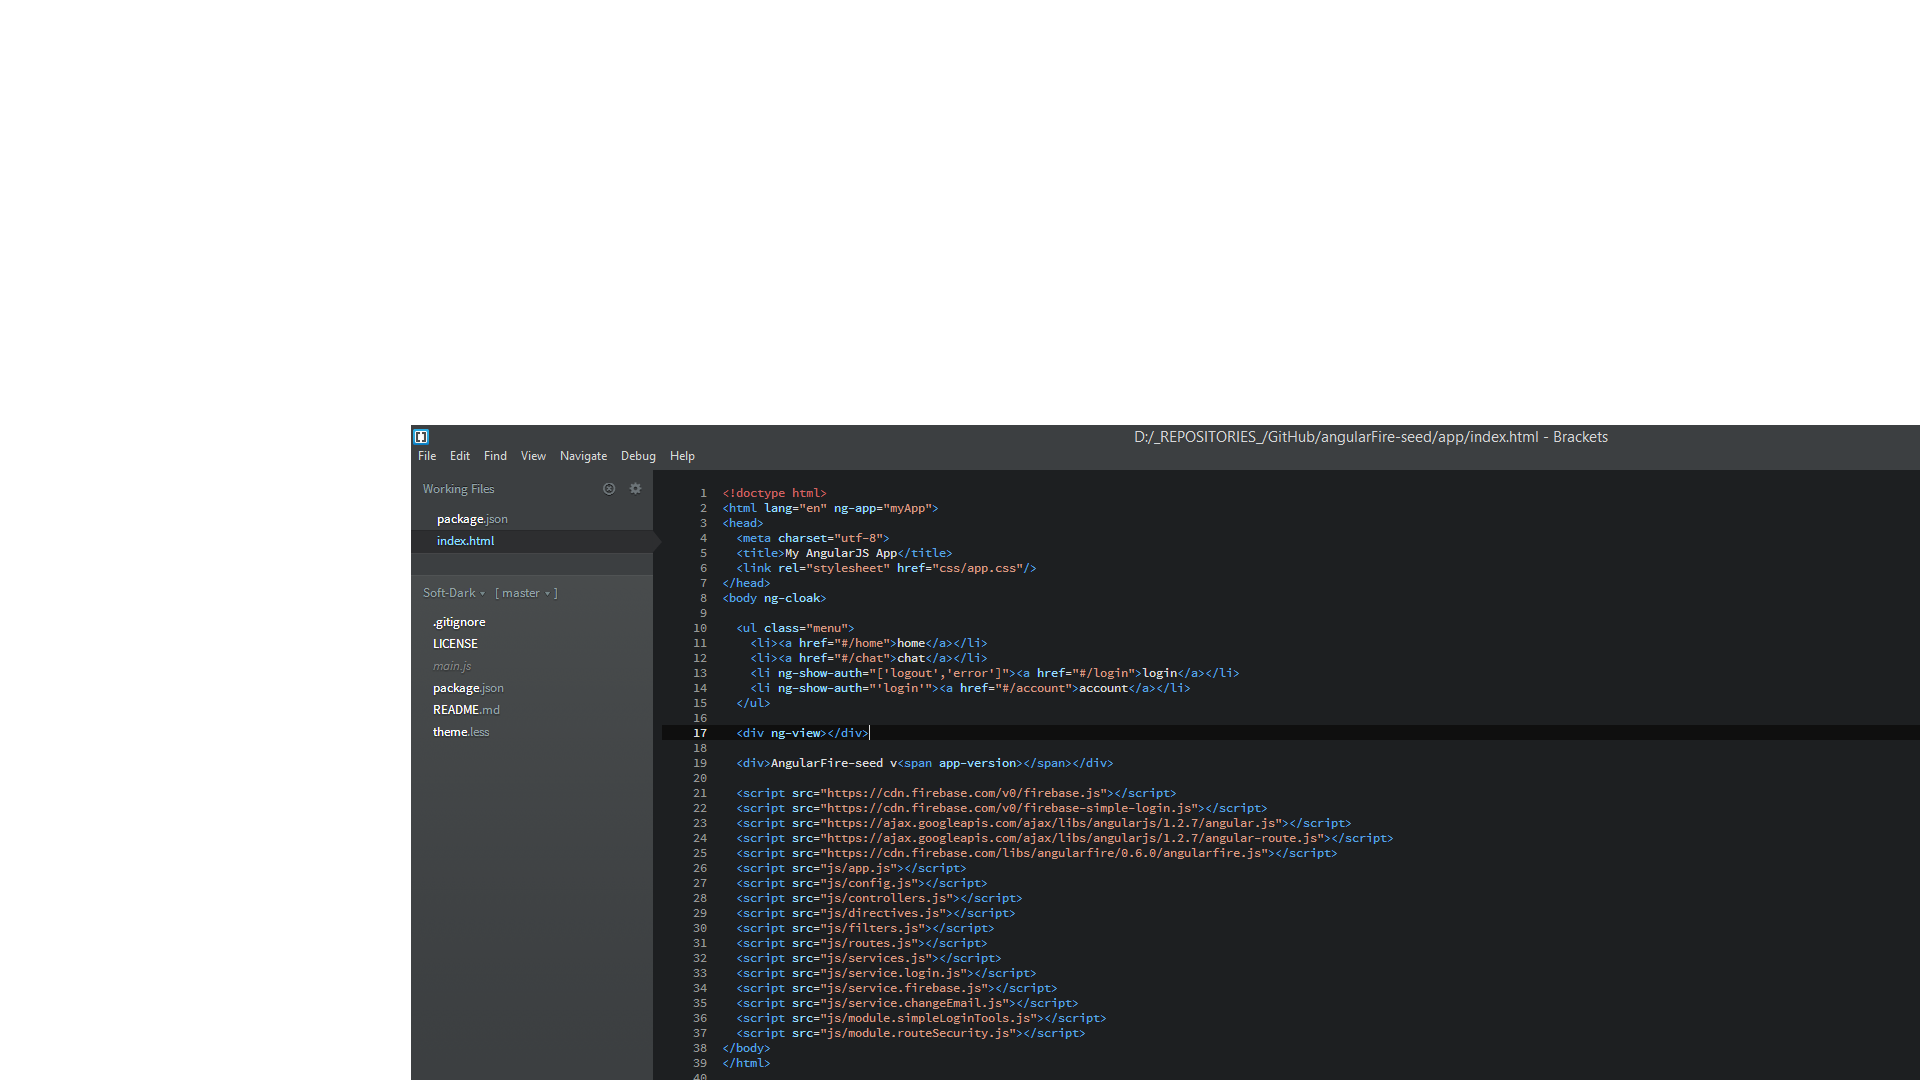 D:/_REPOSITORIES_/GitHub/angularFire-seed/app/index.html - Brackets
File Edit Find View Navigate Debug Help
Working Files
package.json
index.html
Soft-Dark [ master ]
.gitignore
LICENSE
main.js
package.json
README.md
theme.less
1 <!doctype html>
2 <html lang="en" ng-app="myApp">
3 <head>
4 <meta charset="utf-8">
5 <title>My AngularJS App</title>
6 <link rel="stylesheet" href="css/app.css"/>
7 </head>
8 <body ng-cloak>
9
10 <ul class="menu">
11 <li><a href="#/home">home</a></li>
12 <li><a href="#/chat">chat</a></li>
13 <li ng-show-auth="['logout','error']"><a href="#/login">login</a></li>
14 <li ng-show-auth="'login'"><a href="#/account">account</a></li>
15 </ul>
16
17 <div ng-view></div>
18
19 <div>AngularFire-seed v<span app-version></span></div>
20
21 <script src="https://cdn.firebase.com/v0/firebase.js"></script>
22 <script src="https://cdn.firebase.com/v0/firebase-simple-login.js"></script>
23 <script src="https://ajax.googleapis.com/ajax/libs/angularjs/1.2.7/angular.js"></script>
24 <script src="https://ajax.googleapis.com/ajax/libs/angularjs/1.2.7/angular-route.js"></script>
25 <script src="https://cdn.firebase.com/libs/angularfire/0.6.0/angularfire.js"></script>
26 <script src="js/app.js"></script>
27 <script src="js/config.js"></script>
28 <script src="js/controllers.js"></script>
29 <script src="js/directives.js"></script>
30 <script src="js/filters.js"></script>
31 <script src="js/routes.js"></script>
32 <script src="js/services.js"></script>
33 <script src="js/service.login.js"></script>
34 <script src="js/service.firebase.js"></script>
35 <script src="js/service.changeEmail.js"></script>
36 <script src="js/module.simpleLoginTools.js"></script>
37 <script src="js/module.routeSecurity.js"></script>
38 </body>
39 </html>
40